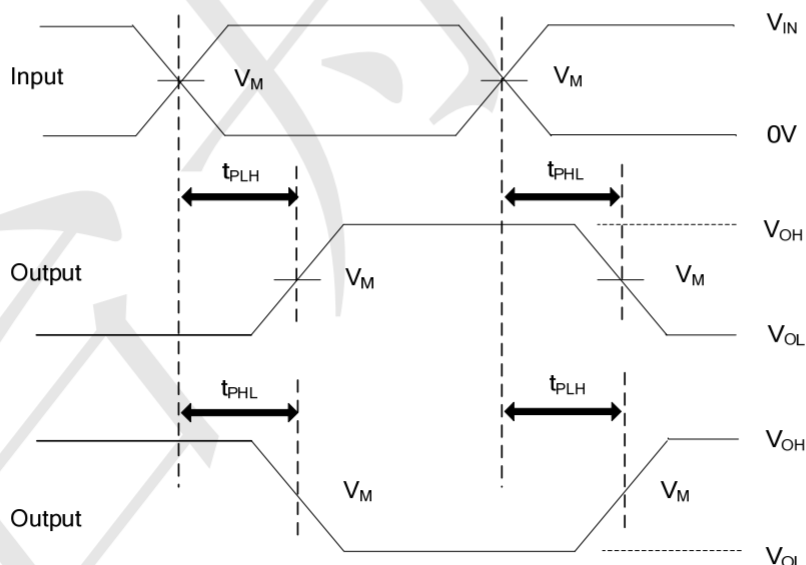 V_IN
Input V_M V_M
0V
t_PLH t_PHL
V_OH
Output V_M V_M
V_OL
t_PHL t_PLH
V_OH
V_M V_M
Output
V_OL